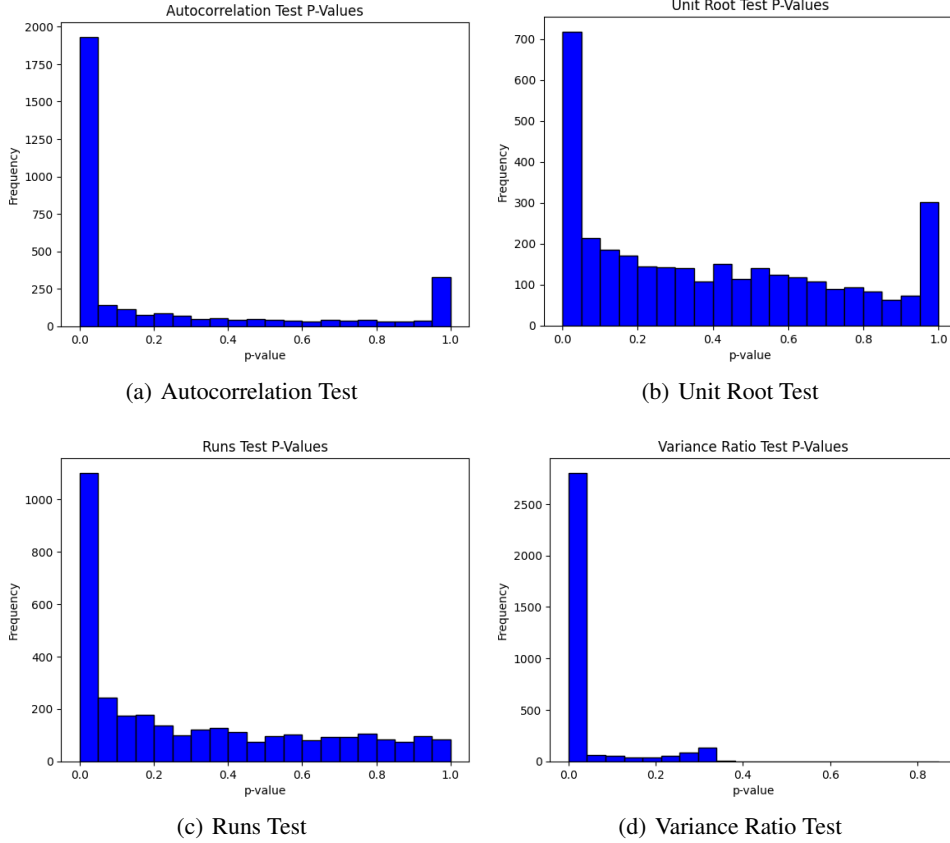 Autocorrelation Test P-Values
2000
1750
1500
1250
1000
750
500
250
0
Frequency
0.0 0.2 0.4 0.6 0.8 1.0
p-value
(a) Autocorrelation Test
Unit Root Test P-Values
700
600
500
400
300
200
100
0
Frequency
0.0 0.2 0.4 0.6 0.8 1.0
p-value
(b) Unit Root Test
Runs Test P-Values
1000
800
600
400
200
0
Frequency
0.0 0.2 0.4 0.6 0.8 1.0
p-value
(c) Runs Test
Variance Ratio Test P-Values
2500
2000
1500
1000
500
0
Frequency
0.0 0.2 0.4 0.6 0.8
p-value
(d) Variance Ratio Test